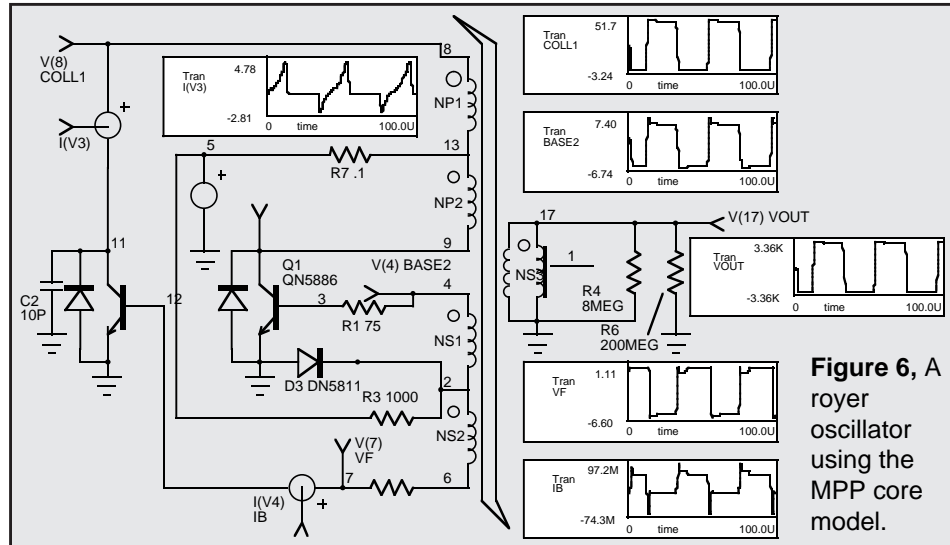 V(8)
COLL1
8
Tran
I(V3)
4.78
-2.81
0
time
100.0U
NP1
+
I(V3)
5
13
R7 .1
+
NP2
11
9
C2
10P
12
Q1
QN5886
V(4) BASE2
3
4
R1 75
NS1
D3 DN5811
2
R3 1000
NS2
V(7)
VF
7
6
I(V4)
IB
+
Tran
COLL1
51.7
-3.24
0
time
100.0U
Tran
BASE2
7.40
-6.74
0
time
100.0U
17
V(17) VOUT
NS3
1
R4
8MEG
R6
200MEG
Tran
VOUT
3.36K
-3.36K
0
time
100.0U
Tran
VF
1.11
-6.60
0
time
100.0U
Tran
IB
97.2M
-74.3M
0
time
100.0U
Figure 6, A
royer
oscillator
using the
MPP core
model.